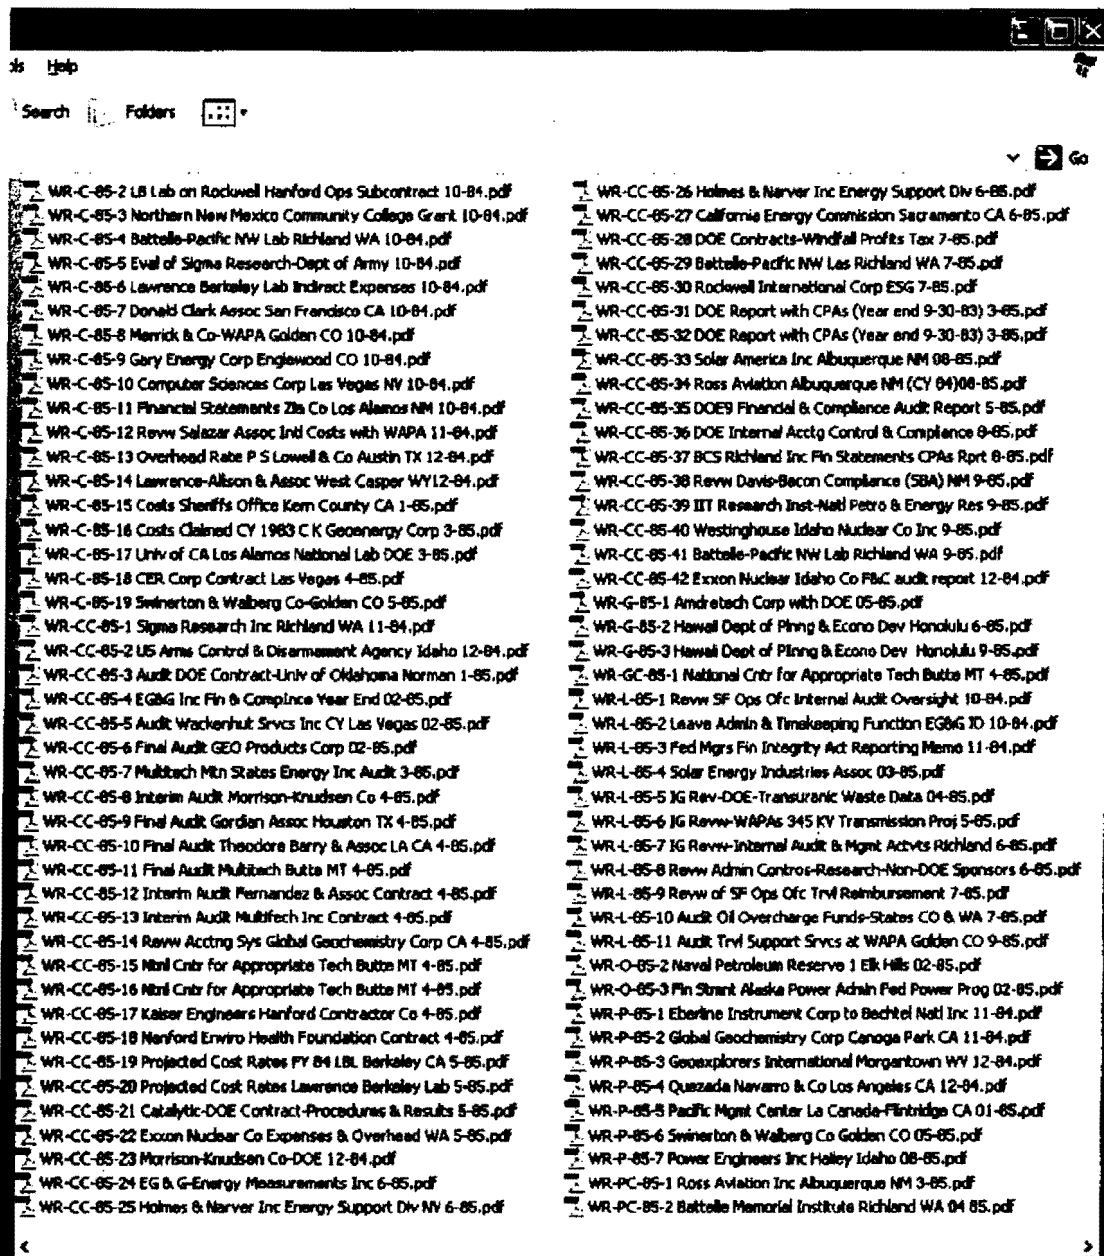 ols Help
Search Folders
Go
WR-C-85-2 LB Lab on Rockwell Hanford Ops Subcontract 10-84.pdf
WR-C-85-3 Northern New Mexico Community College Grant 10-84.pdf
WR-C-85-4 Battelle-Pacific NW Lab Richland WA 10-84.pdf
WR-C-85-5 Eval of Sigma Research-Dept of Army 10-84.pdf
WR-C-85-6 Lawrence Berkeley Lab Indirect Expenses 10-84.pdf
WR-C-85-7 Donald Clark Assoc San Francisco CA 10-84.pdf
WR-C-85-8 Merrick & Co-WAPA Golden CO 10-84.pdf
WR-C-85-9 Gary Energy Corp Englewood CO 10-84.pdf
WR-C-85-10 Computer Sciences Corp Las Vegas NV 10-84.pdf
WR-C-85-11 Financial Statements Zia Co Los Alamos NM 10-84.pdf
WR-C-85-12 Revw Salazar Assoc Intl Costs with WAPA 11-84.pdf
WR-C-85-13 Overhead Rate P S Lowell & Co Austin TX 12-84.pdf
WR-C-85-14 Lawrence-Allison & Assoc West Casper WY12-84.pdf
WR-C-85-15 Costs Sheriffs Office Kern County CA 1-85.pdf
WR-C-85-16 Costs Claimed CY 1983 C K Geoenergy Corp 3-85.pdf
WR-C-85-17 Univ of CA Los Alamos National Lab DOE 3-85.pdf
WR-C-85-18 CER Corp Contract Las Vegas 4-85.pdf
WR-C-85-19 Swinerton & Walberg Co-Golden CO 5-85.pdf
WR-CC-85-1 Sigma Research Inc Richland WA 11-84.pdf
WR-CC-85-2 US Arms Control & Disarmament Agency Idaho 12-84.pdf
WR-CC-85-3 Audit DOE Contract-Univ of Oklahoma Norman 1-85.pdf
WR-CC-85-4 EG&G Inc Fin & Complnce Year End 02-85.pdf
WR-CC-85-5 Audit Wackenhut Srvcs Inc CY Las Vegas 02-85.pdf
WR-CC-85-6 Final Audit GEO Products Corp 02-85.pdf
WR-CC-85-7 Multitech Mtn States Energy Inc Audit 3-85.pdf
WR-CC-85-8 Interim Audit Morrison-Knudsen Co 4-85.pdf
WR-CC-85-9 Final Audit Gordian Assoc Houston TX 4-85.pdf
WR-CC-85-10 Final Audit Theodore Barry & Assoc LA CA 4-85.pdf
WR-CC-85-11 Final Audit Multitech Butte MT 4-85.pdf
WR-CC-85-12 Interim Audit Fernandez & Assoc Contract 4-85.pdf
WR-CC-85-13 Interim Audit Multifech Inc Contract 4-85.pdf
WR-CC-85-14 Revw Acctng Sys Global Geochemistry Corp CA 4-85.pdf
WR-CC-85-15 Ntnl Cntr for Appropriate Tech Butte MT 4-85.pdf
WR-CC-85-16 Ntnl Cntr for Appropriate Tech Butte MT 4-85.pdf
WR-CC-85-17 Kaiser Engineers Hanford Contractor Co 4-85.pdf
WR-CC-85-18 Hanford Enviro Health Foundation Contract 4-85.pdf
WR-CC-85-19 Projected Cost Rates FY 84 LBL Berkeley CA 5-85.pdf
WR-CC-85-20 Projected Cost Rates Lawrence Berkeley Lab 5-85.pdf
WR-CC-85-21 Catalytic-DOE Contract-Procedures & Results 5-85.pdf
WR-CC-85-22 Exxon Nuclear Co Expenses & Overhead WA 5-85.pdf
WR-CC-85-23 Morrison-Knudsen Co-DOE 12-84.pdf
WR-CC-85-24 EG & G-Energy Measurements Inc 6-85.pdf
WR-CC-85-25 Holmes & Narver Inc Energy Support Div NV 6-85.pdf
WR-CC-85-26 Holmes & Narver Inc Energy Support Div 6-85.pdf
WR-CC-85-27 California Energy Commission Sacramento CA 6-85.pdf
WR-CC-85-28 DOE Contracts-Windfall Profits Tax 7-85.pdf
WR-CC-85-29 Battelle-Pacific NW Las Richland WA 7-85.pdf
WR-CC-85-30 Rockwell International Corp ESG 7-85.pdf
WR-CC-85-31 DOE Report with CPAs (Year end 9-30-83) 3-85.pdf
WR-CC-85-32 DOE Report with CPAs (Year end 9-30-83) 3-85.pdf
WR-CC-85-33 Solar America Inc Albuquerque NM 08-85.pdf
WR-CC-85-34 Ross Aviation Albuquerque NM (CY 84)08-85.pdf
WR-CC-85-35 DOE9 Financial & Compliance Audit Report 5-85.pdf
WR-CC-85-36 DOE Internal Acctg Control & Compliance 8-85.pdf
WR-CC-85-37 BCS Richland Inc Fin Statements CPAs Rprt 8-85.pdf
WR-CC-85-38 Revw Davis-Bacon Compliance (SBA) NM 9-85.pdf
WR-CC-85-39 IIT Research Inst-Natl Petro & Energy Res 9-85.pdf
WR-CC-85-40 Westinghouse Idaho Nuclear Co Inc 9-85.pdf
WR-CC-85-41 Battelle-Pacific NW Lab Richland WA 9-85.pdf
WR-CC-85-42 Exxon Nuclear Idaho Co F&C audit report 12-84.pdf
WR-G-85-1 Amdretech Corp with DOE 05-85.pdf
WR-G-85-2 Hawaii Dept of Plnng & Econo Dev Honolulu 6-85.pdf
WR-G-85-3 Hawaii Dept of Plnng & Econo Dev Honolulu 9-85.pdf
WR-GC-85-1 National Cntr for Appropriate Tech Butte MT 4-85.pdf
WR-L-85-1 Revw SF Ops Ofc Internal Audit Oversight 10-84.pdf
WR-L-85-2 Leave Admin & Timekeeping Function EG&G ID 10-84.pdf
WR-L-85-3 Fed Mgrs Fin Integrity Act Reporting Memo 11-84.pdf
WR-L-85-4 Solar Energy Industries Assoc 03-85.pdf
WR-L-85-5 IG Rev-DOE-Transuranic Waste Data 04-85.pdf
WR-L-85-6 IG Revw-WAPAs 345 KV Transmission Proj 5-85.pdf
WR-L-85-7 IG Revw-Internal Audit & Mgmt Actvts Richland 6-85.pdf
WR-L-85-8 Revw Admin Contros-Research-Non-DOE Sponsors 6-85.pdf
WR-L-85-9 Revw of SF Ops Ofc Trvl Reimbursement 7-85.pdf
WR-L-85-10 Audit Oil Overcharge Funds-States CO & WA 7-85.pdf
WR-L-85-11 Audit Trvl Support Srvcs at WAPA Golden CO 9-85.pdf
WR-O-85-2 Naval Petroleum Reserve 1 Elk Hills 02-85.pdf
WR-O-85-3 Fin Stmnt Alaska Power Admin Fed Power Prog 02-85.pdf
WR-P-85-1 Eberline Instrument Corp to Bechtel Natl Inc 11-84.pdf
WR-P-85-2 Global Geochemistry Corp Canoga Park CA 11-84.pdf
WR-P-85-3 Geoexplorers International Morgantown WV 12-84.pdf
WR-P-85-4 Quezada Navarro & Co Los Angeles CA 12-84.pdf
WR-P-85-5 Pacific Mgmt Center La Canada-Flintridge CA 01-85.pdf
WR-P-85-6 Swinerton & Walberg Co Golden CO 05-85.pdf
WR-P-85-7 Power Engineers Inc Hailey Idaho 08-85.pdf
WR-PC-85-1 Ross Aviation Inc Albuquerque NM 3-85.pdf
WR-PC-85-2 Battelle Memorial Institute Richland WA 04 85.pdf